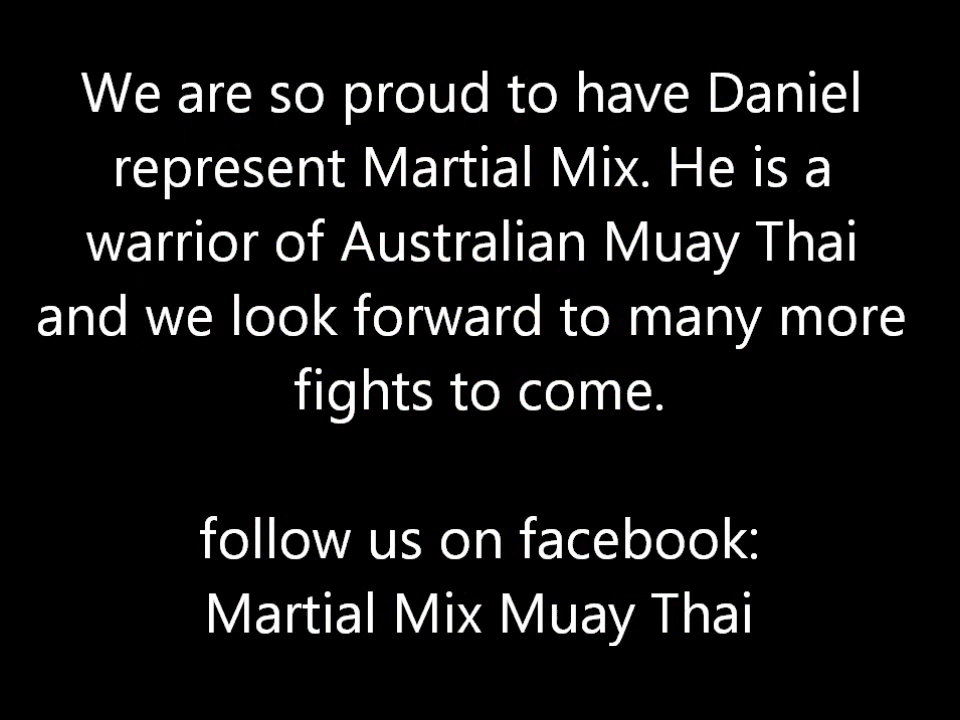 We are so proud to have Daniel
represent Martial Mix. He is a
warrior of Australian Muay Thai
and we look forward to many more
fights to come.
follow us on facebook:
Martial Mix Muay Thai